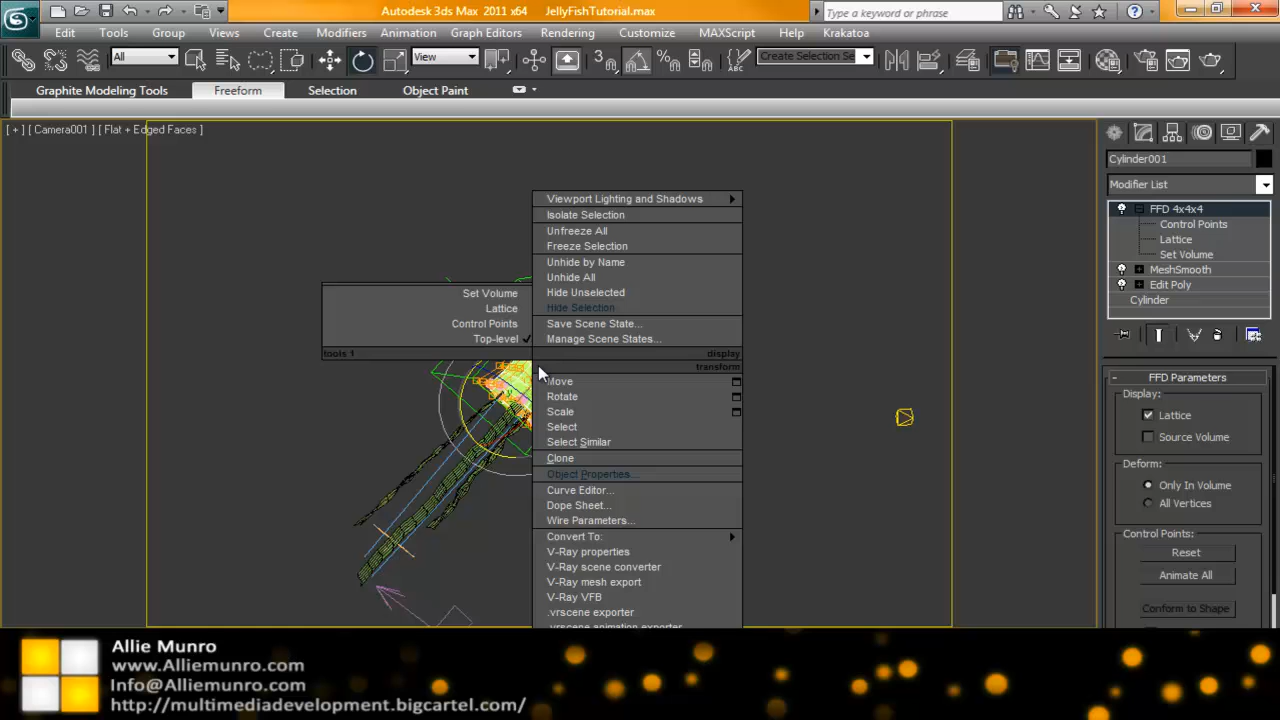 Autodesk 3ds Max 2011 x64 JellyFishTutorial.max
Type a keyword or phrase
Edit Tools Group Views Create Modifiers Animation Graph Editors Rendering Customize MAXScript Help Krakatoa
All View Create Selection Se
Graphite Modeling Tools Freeform Selection Object Paint
[ + ] [ Camera001 ] [ Flat + Edged Faces ]
Viewport Lighting and Shadows
Isolate Selection
Unfreeze All
Freeze Selection
Unhide by Name
Unhide All
Hide Unselected
Hide Selection
Save Scene State...
Manage Scene States...
display
Set Volume
Lattice
Control Points
Top-level
tools 1
transform
Move
Rotate
Scale
Select
Select Similar
Clone
Object Properties...
Curve Editor...
Dope Sheet...
Wire Parameters...
Convert To:
V-Ray properties
V-Ray scene converter
V-Ray mesh export
V-Ray VFB
.vrscene exporter
.vrscene animation exporter
Cylinder001
Modifier List
FFD 4x4x4
Control Points
Lattice
Set Volume
MeshSmooth
Edit Poly
Cylinder
FFD Parameters
Display:
Lattice
Source Volume
Deform:
Only In Volume
All Vertices
Control Points:
Reset
Animate All
Conform to Shape
Allie Munro
www.Alliemunro.com
Info@Alliemunro.com
http://multimediadevelopment.bigcartel.com/